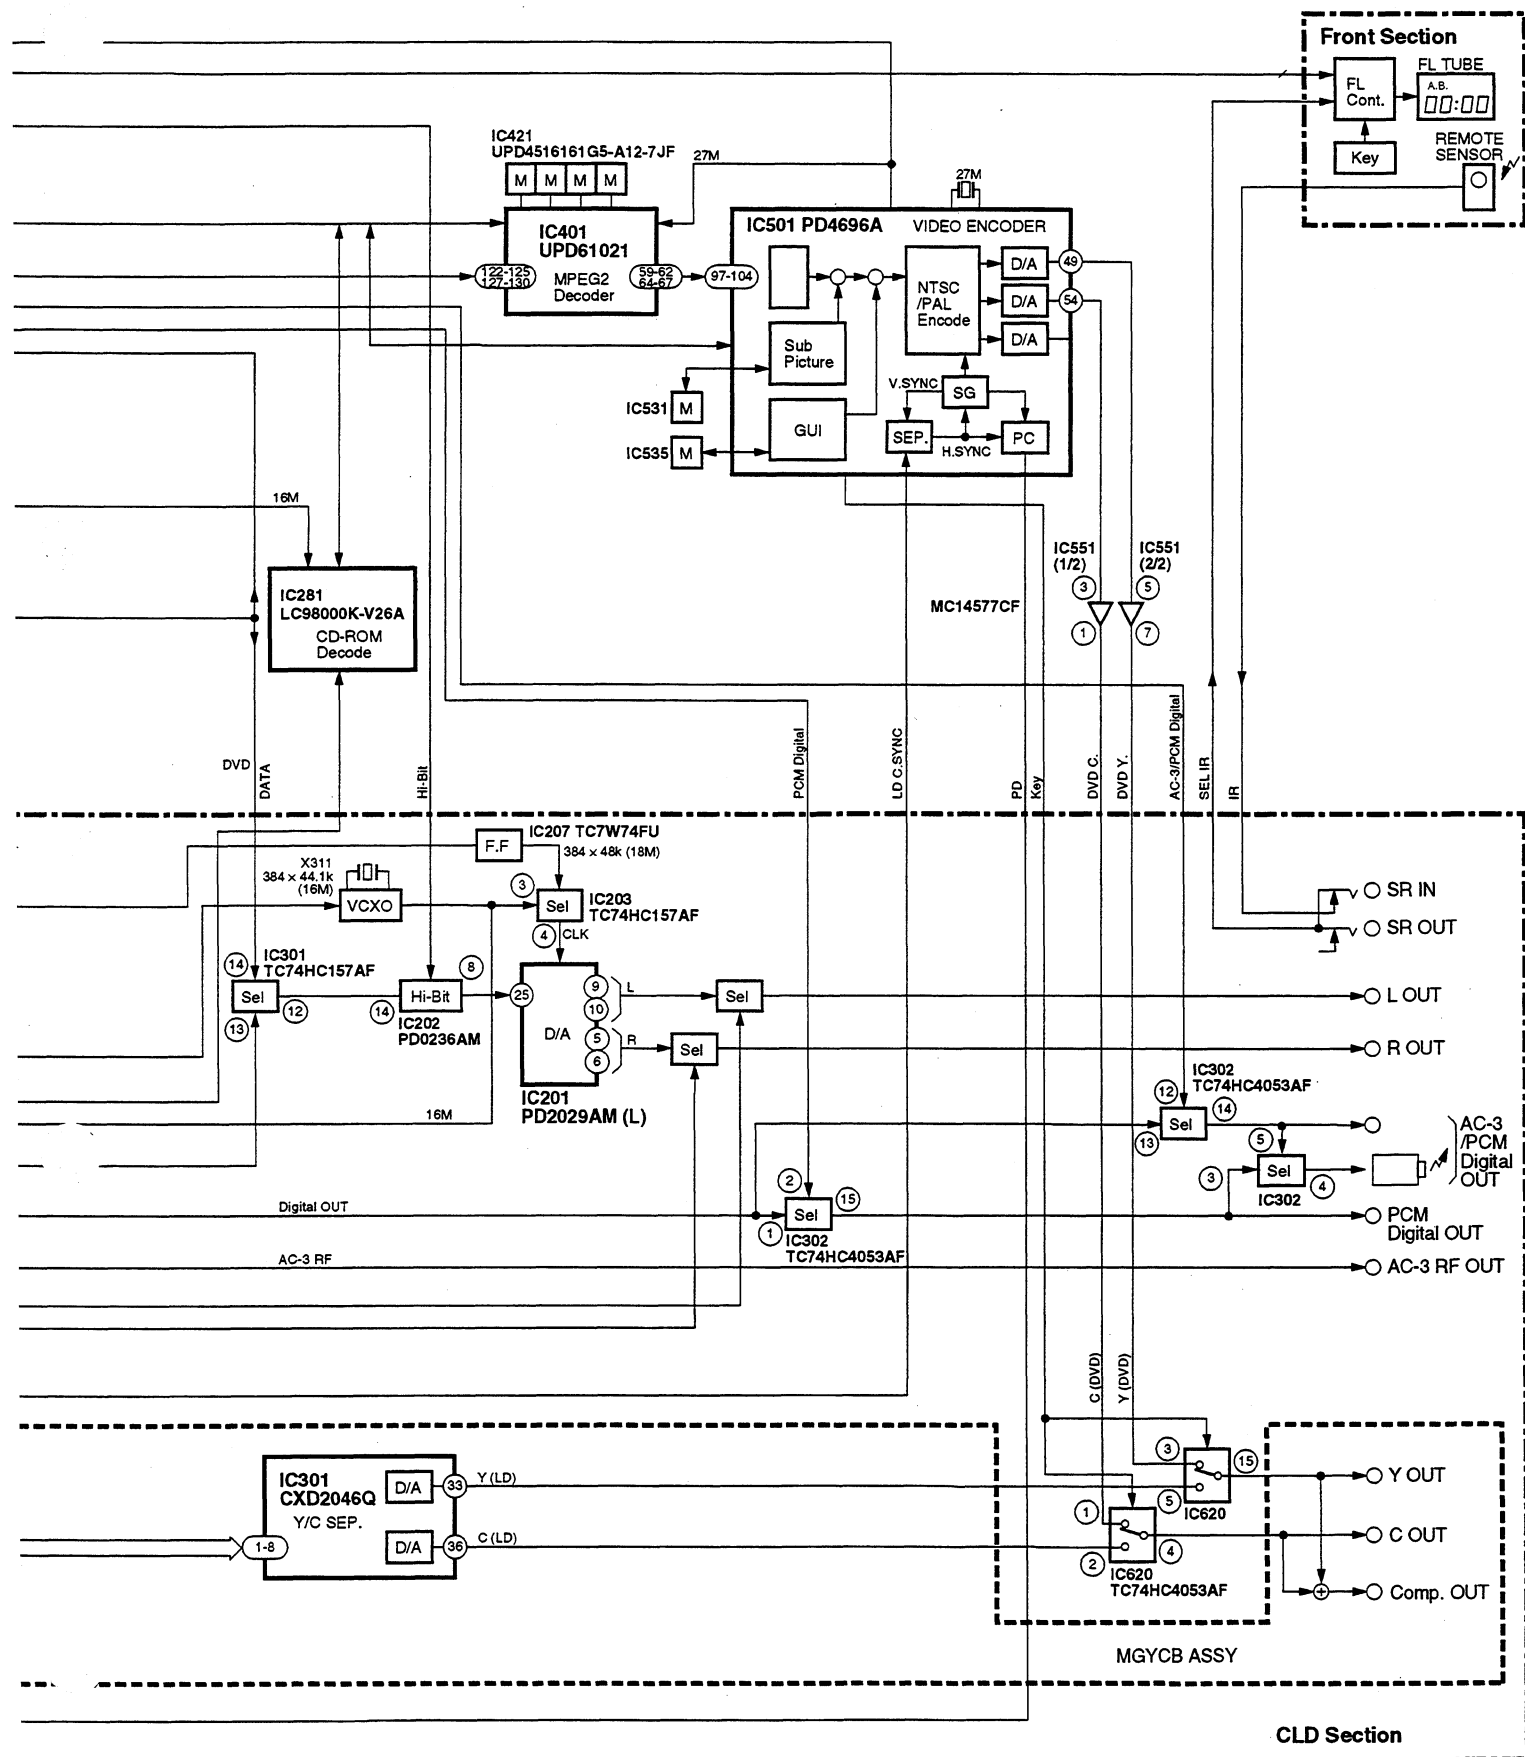 Front Section
FL TUBE
FL
Cont.
A.B.
00:00
Key
REMOTE
SENSOR
IC421
UPD4516161G5-A12-7JF
M M M M
27M
27M
IC401
UPD61021
MPEG2
Decoder
122-125
127-130
59-62
64-67
97-104
IC501 PD4696A
VIDEO ENCODER
NTSC
/PAL
Encode
D/A
49
D/A
54
D/A
Sub
Picture
GUI
V.SYNC
SG
SEP.
H.SYNC
PC
IC531
M
IC535
M
16M
IC281
LC98000K-V26A
CD-ROM
Decode
IC551
(1/2)
IC551
(2/2)
3
5
MC14577CF
1
7
DVD
DATA
Hi-Bit
PCM Digital
LD C.SYNC
PD
Key
DVD C.
DVD Y.
AC-3/PCM Digital
SEL IR
IR
F.F
IC207 TC7W74FU
384 × 48k (18M)
X311
384 × 44.1k
(16M)
VCXO
3
Sel
IC203
TC74HC157AF
4
CLK
SR IN
SR OUT
14
IC301
TC74HC157AF
Sel
12
13
8
Hi-Bit
14
IC202
PD0236AM
25
D/A
9
10
L
5
6
R
IC201
PD2029AM (L)
Sel
L OUT
Sel
R OUT
16M
IC302
TC74HC4053AF
12
14
Sel
13
5
3
Sel
4
IC302
AC-3
/PCM
Digital
OUT
Digital OUT
2
15
Sel
1
IC302
TC74HC4053AF
PCM
Digital OUT
AC-3 RF
AC-3 RF OUT
C (DVD)
Y (DVD)
IC301
CXD2046Q
Y/C SEP.
1-8
D/A
33
Y (LD)
D/A
36
C (LD)
3
15
5
IC620
Y OUT
1
4
2
IC620
TC74HC4053AF
C OUT
+
Comp. OUT
MGYCB ASSY
CLD Section